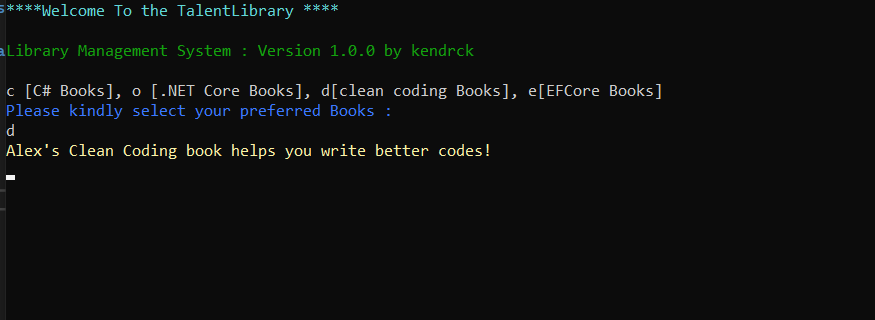 ****Welcome To the TalentLibrary ****
Library Management System : Version 1.0.0 by kendrck
c [C# Books], o [.NET Core Books], d[clean coding Books], e[EFCore Books]
Please kindly select your preferred Books :
d
Alex's Clean Coding book helps you write better codes!